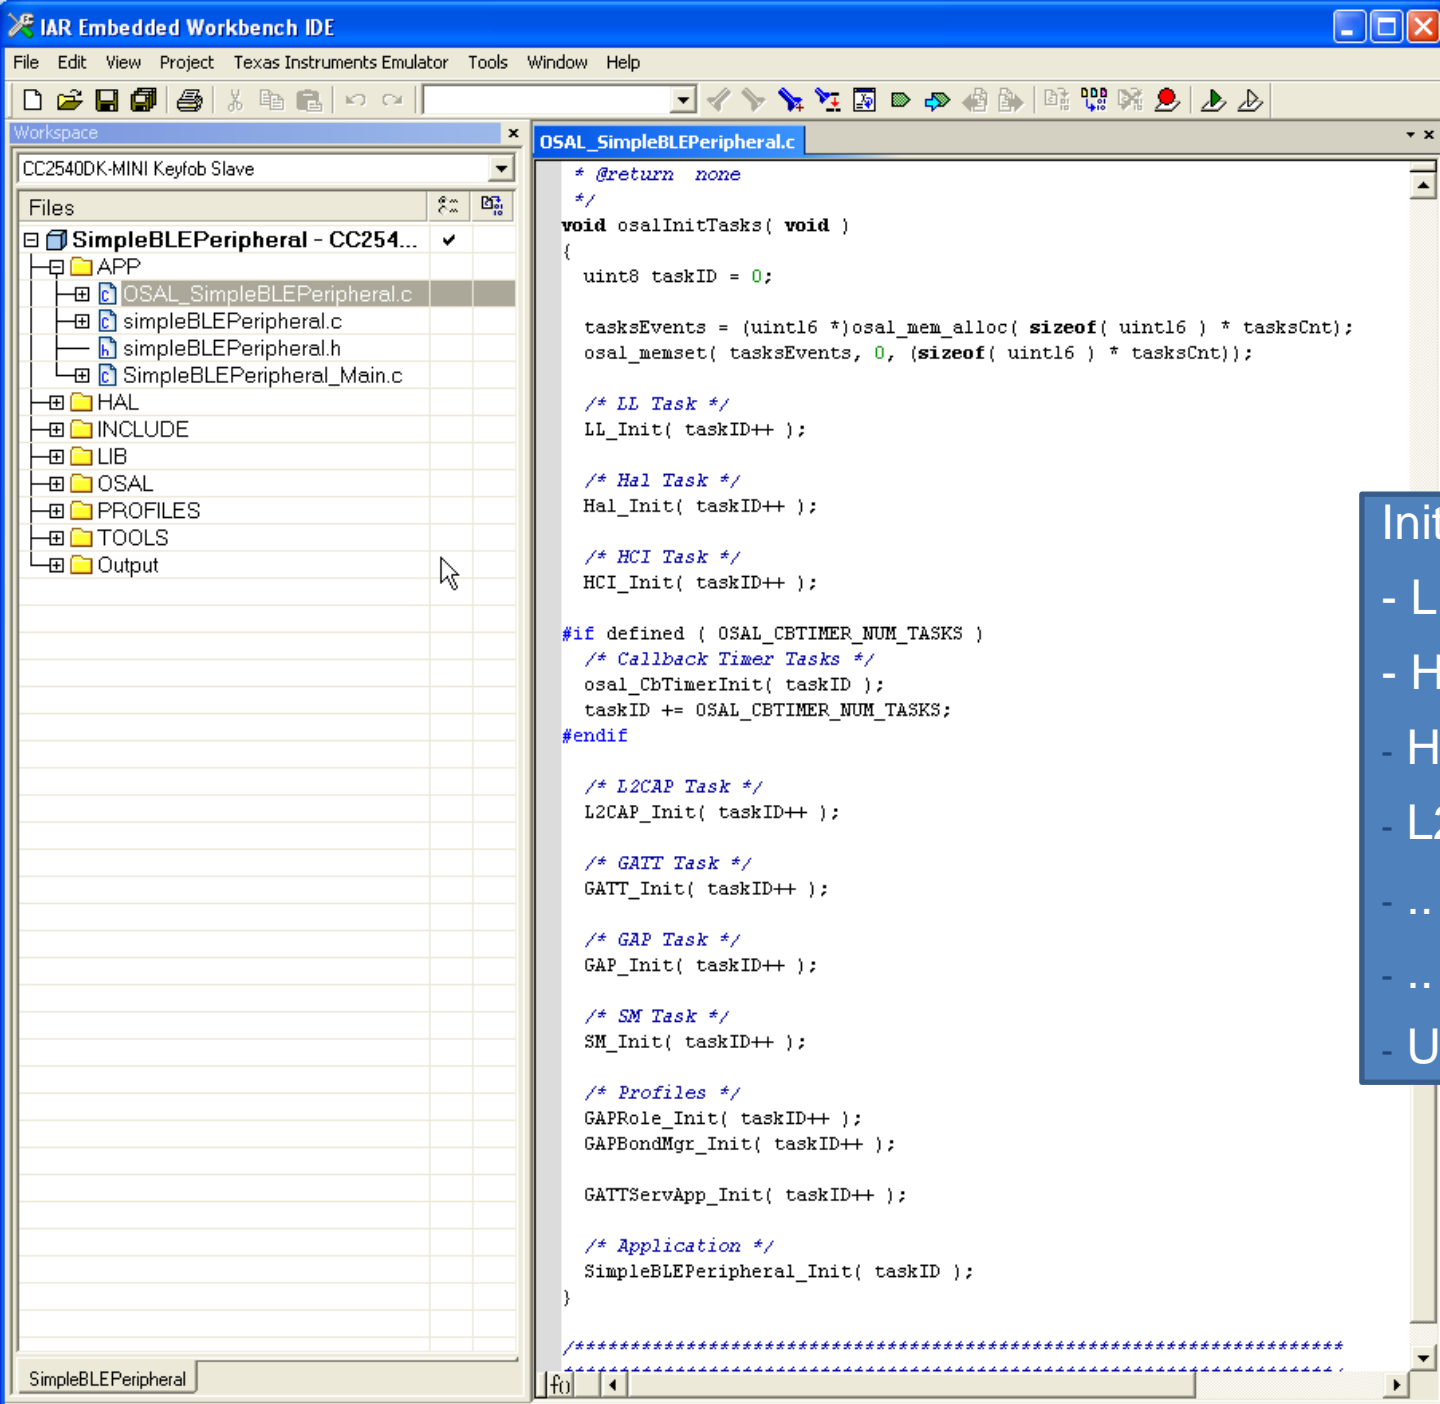 IAR Embedded Workbench IDE
File Edit View Project Texas Instruments Emulator Tools Window Help
Workspace
CC2540DK-MINI Keyfob Slave
Files
SimpleBLEPeripheral - CC254...
APP
OSAL_SimpleBLEPeripheral.c
simpleBLEPeripheral.c
simpleBLEPeripheral.h
SimpleBLEPeripheral_Main.c
HAL
INCLUDE
LIB
OSAL
PROFILES
TOOLS
Output
SimpleBLEPeripheral
OSAL_SimpleBLEPeripheral.c
* @return none
*/
void osalInitTasks( void )
{
uint8 taskID = 0;
tasksEvents = (uint16 *)osal_mem_alloc( sizeof( uint16 ) * tasksCnt);
osal_memset( tasksEvents, 0, (sizeof( uint16 ) * tasksCnt));
/* LL Task */
LL_Init( taskID++ );
/* Hal Task */
Hal_Init( taskID++ );
/* HCI Task */
HCI_Init( taskID++ );
#if defined ( OSAL_CBTIMER_NUM_TASKS )
/* Callback Timer Tasks */
osal_CbTimerInit( taskID );
taskID += OSAL_CBTIMER_NUM_TASKS;
#endif
/* L2CAP Task */
L2CAP_Init( taskID++ );
/* GATT Task */
GATT_Init( taskID++ );
/* GAP Task */
GAP_Init( taskID++ );
/* SM Task */
SM_Init( taskID++ );
/* Profiles */
GAPRole_Init( taskID++ );
GAPBondMgr_Init( taskID++ );
GATTServApp_Init( taskID++ );
/* Application */
SimpleBLEPeripheral_Init( taskID );
}
/*********************************************************************
*********************************************************************
f()
Init
- L
- H
- H
- L2
- ..
- ..
- U